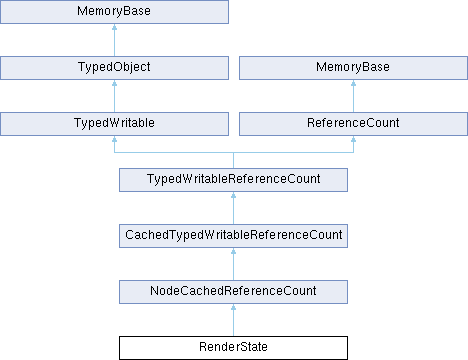 MemoryBase
TypedObject
MemoryBase
TypedWritable
ReferenceCount
TypedWritableReferenceCount
CachedTypedWritableReferenceCount
NodeCachedReferenceCount
RenderState